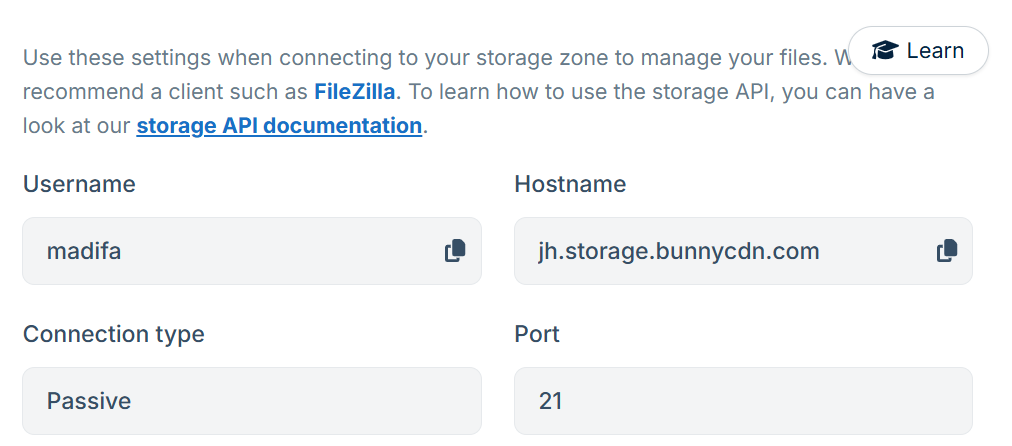 Use these settings when connecting to your storage zone to manage your files.
Learn
recommend a client such as FileZilla. To learn how to use the storage API, you can have a
look at our storage API documentation.
Username
Hostname
madifa
jh.storage.bunnycdn.com
Connection type
Port
Passive
21